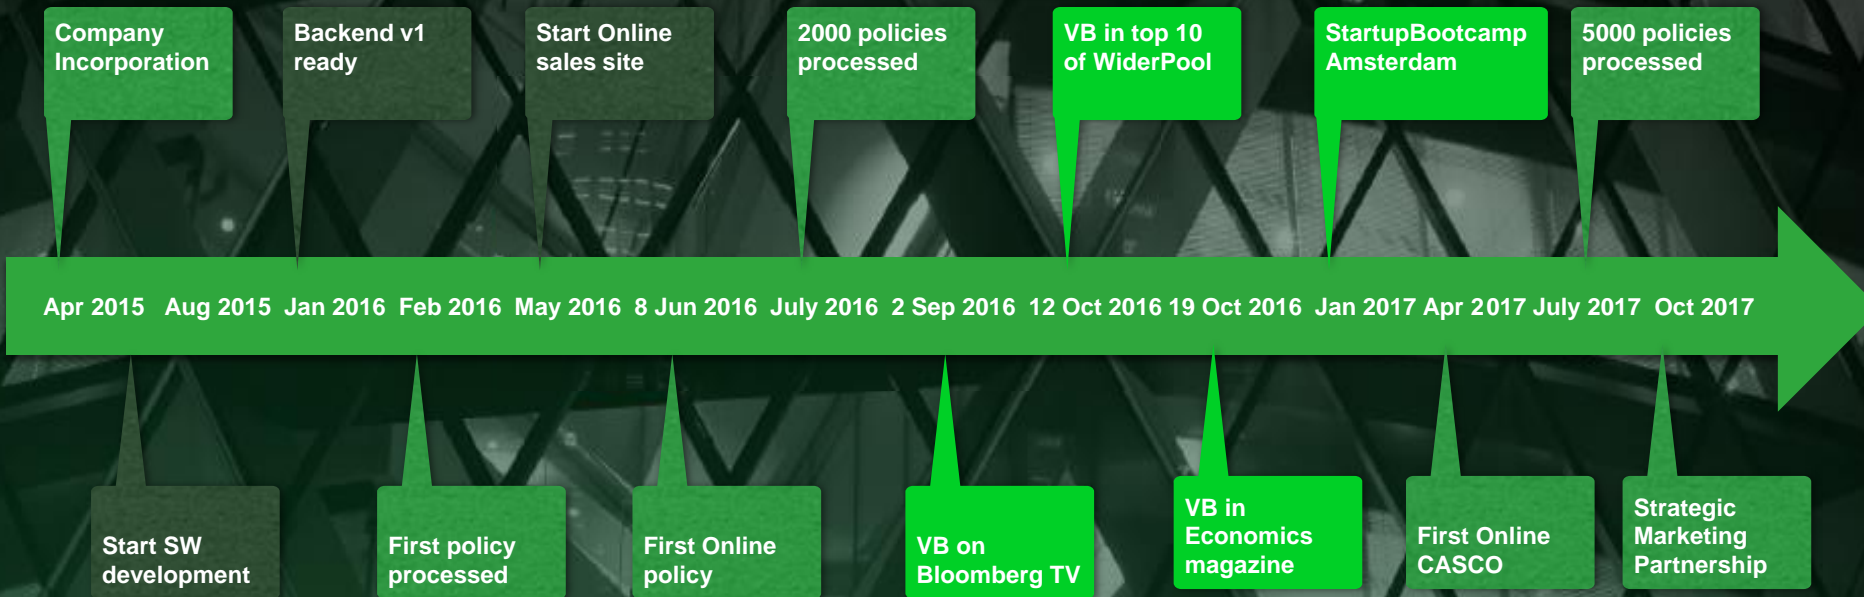 Company
Incorporation
Backend v1
ready
Start Online
sales site
2000 policies
processed
VB in top 10
of WiderPool
StartupBootcamp
Amsterdam
5000 policies
processed
Apr 2015 Aug 2015 Jan 2016 Feb 2016 May 2016 8 Jun 2016 July 2016 2 Sep 2016 12 Oct 2016 19 Oct 2016 Jan 2017 Apr 2017 July 2017 Oct 2017
Start SW
development
First policy
processed
First Online
policy
VB on
Bloomberg TV
VB in
Economics
magazine
First Online
CASCO
Strategic
Marketing
Partnership